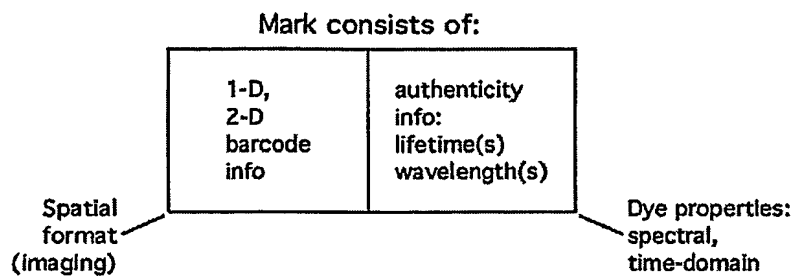 Mark consists of:
1-D,
2-D
barcode
info
authenticity
info:
lifetime(s)
wavelength(s)
Spatial
format
(imaging)
Dye properties:
spectral,
time-domain